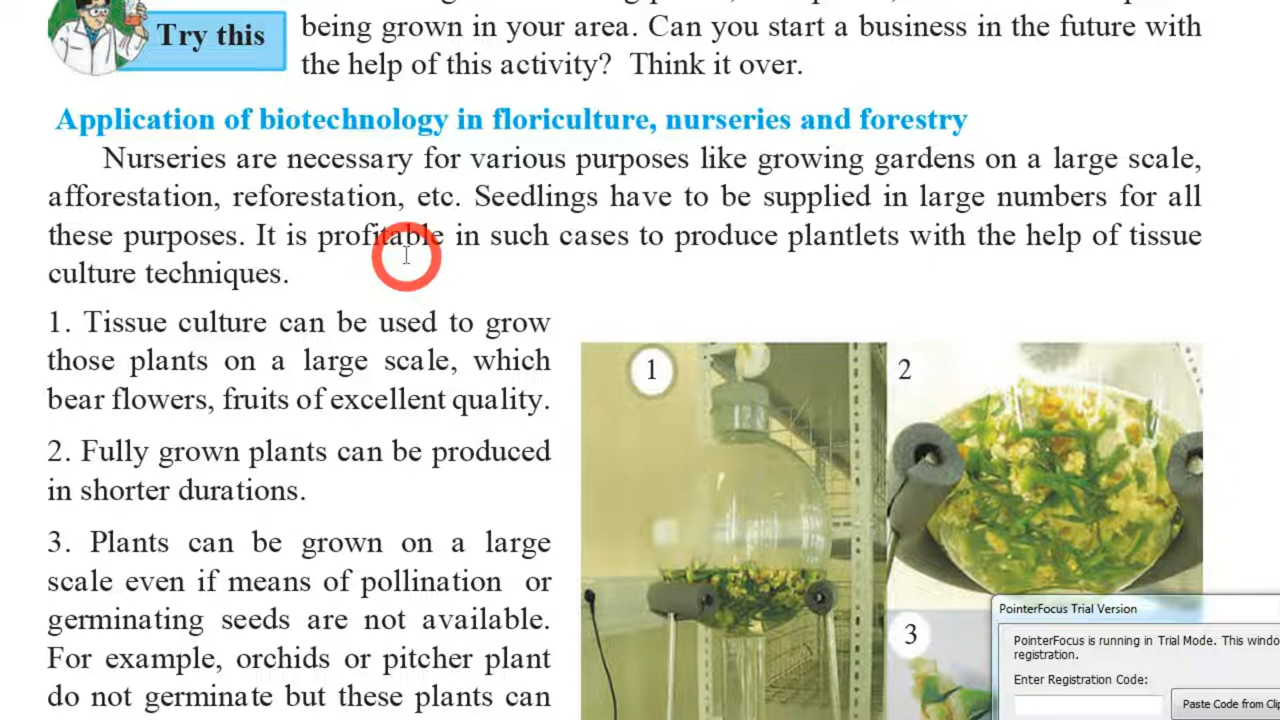 Try this
being grown in your area. Can you start a business in the future with
the help of this activity? Think it over.
Application of biotechnology in floriculture, nurseries and forestry
Nurseries are necessary for various purposes like growing gardens on a large scale,
afforestation, reforestation, etc. Seedlings have to be supplied in large numbers for all
these purposes. It is profitable in such cases to produce plantlets with the help of tissue
culture techniques.
1. Tissue culture can be used to grow
those plants on a large scale, which
bear flowers, fruits of excellent quality.
2. Fully grown plants can be produced
in shorter durations.
3. Plants can be grown on a large
scale even if means of pollination or
germinating seeds are not available.
For example, orchids or pitcher plant
do not germinate but these plants can
1
2
3
PointerFocus Trial Version
PointerFocus is running in Trial Mode. This
registration.
Enter Registration Code:
Paste Code from